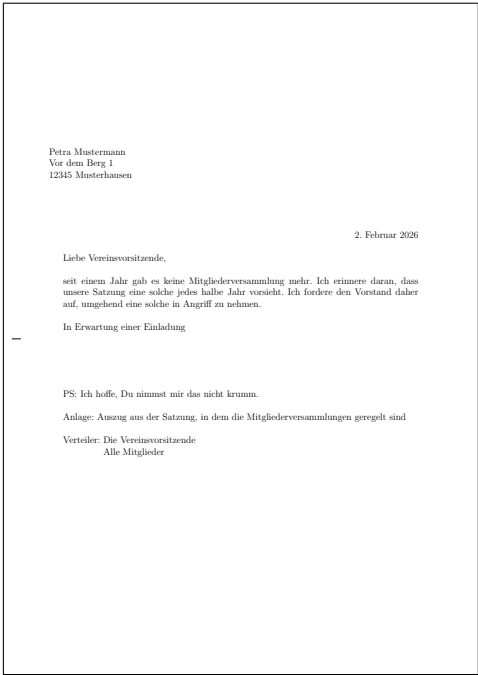 Petra Mustermann
Vor dem Berg 1
12345 Musterhausen
2. Februar 2026
Liebe Vereinsvorsitzende,
seit einem Jahr gab es keine Mitgliederversammlung mehr. Ich erinnere daran, dass
unsere Satzung eine solche jedes halbe Jahr vorsieht. Ich fordere den Vorstand daher
auf, umgehend eine solche in Angriff zu nehmen.
In Erwartung einer Einladung
PS: Ich hoffe, Du nimmst mir das nicht krumm.
Anlage: Auszug aus der Satzung, in dem die Mitgliederversammlungen geregelt sind
Verteiler: Die Vereinsvorsitzende
Alle Mitglieder